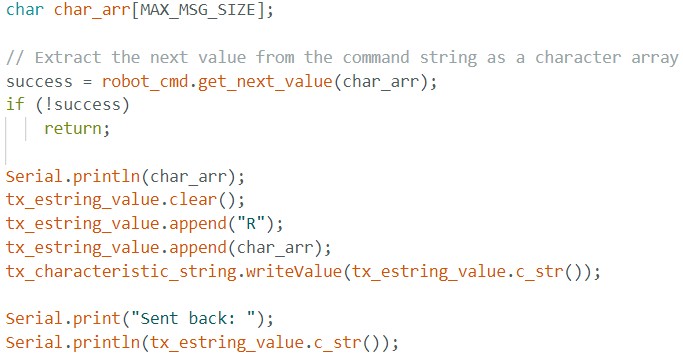 char char_arr[MAX_MSG_SIZE];

// Extract the next value from the command string as a character array
success = robot_cmd.get_next_value(char_arr);
if (!success)
    return;

Serial.println(char_arr);
tx_estring_value.clear();
tx_estring_value.append("R");
tx_estring_value.append(char_arr);
tx_characteristic_string.writeValue(tx_estring_value.c_str());

Serial.print("Sent back: ");
Serial.println(tx_estring_value.c_str());